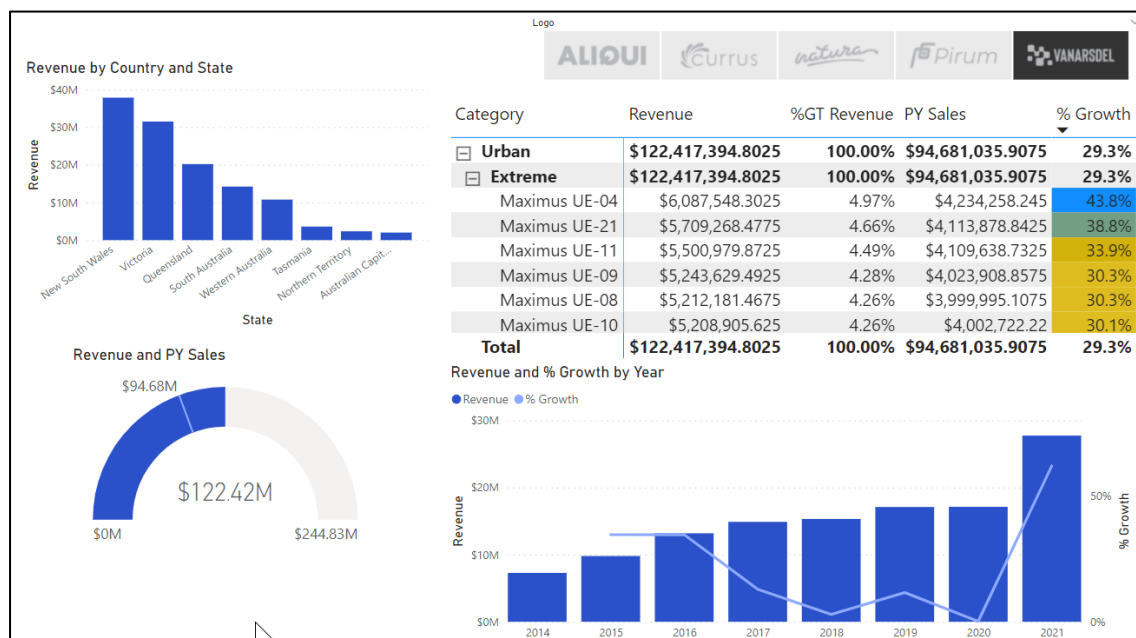 Logo
ALIQUI currus natura Pirum VANARSDEL
Revenue by Country and State
$40M
$30M
$20M
$10M
$0M
Revenue
New South Wales
Victoria
Queensland
South Australia
Western Australia
Tasmania
Northern Territory
Australian Capit...
State
Category Revenue %GT Revenue PY Sales % Growth
Urban $122,417,394.8025 100.00% $94,681,035.9075 29.3%
Extreme $122,417,394.8025 100.00% $94,681,035.9075 29.3%
Maximus UE-04 $6,087,548.3025 4.97% $4,234,258.245 43.8%
Maximus UE-21 $5,709,268.4775 4.66% $4,113,878.8425 38.8%
Maximus UE-11 $5,500,979.8725 4.49% $4,109,638.7325 33.9%
Maximus UE-09 $5,243,629.4925 4.28% $4,023,908.8575 30.3%
Maximus UE-08 $5,212,181.4675 4.26% $3,999,995.1075 30.3%
Maximus UE-10 $5,208,905.625 4.26% $4,002,722.22 30.1%
Total $122,417,394.8025 100.00% $94,681,035.9075 29.3%
Revenue and PY Sales
$94.68M
$122.42M
$0M $244.83M
Revenue and % Growth by Year
Revenue % Growth
$30M
$20M
$10M
$0M
Revenue
50%
0%
% Growth
2014 2015 2016 2017 2018 2019 2020 2021